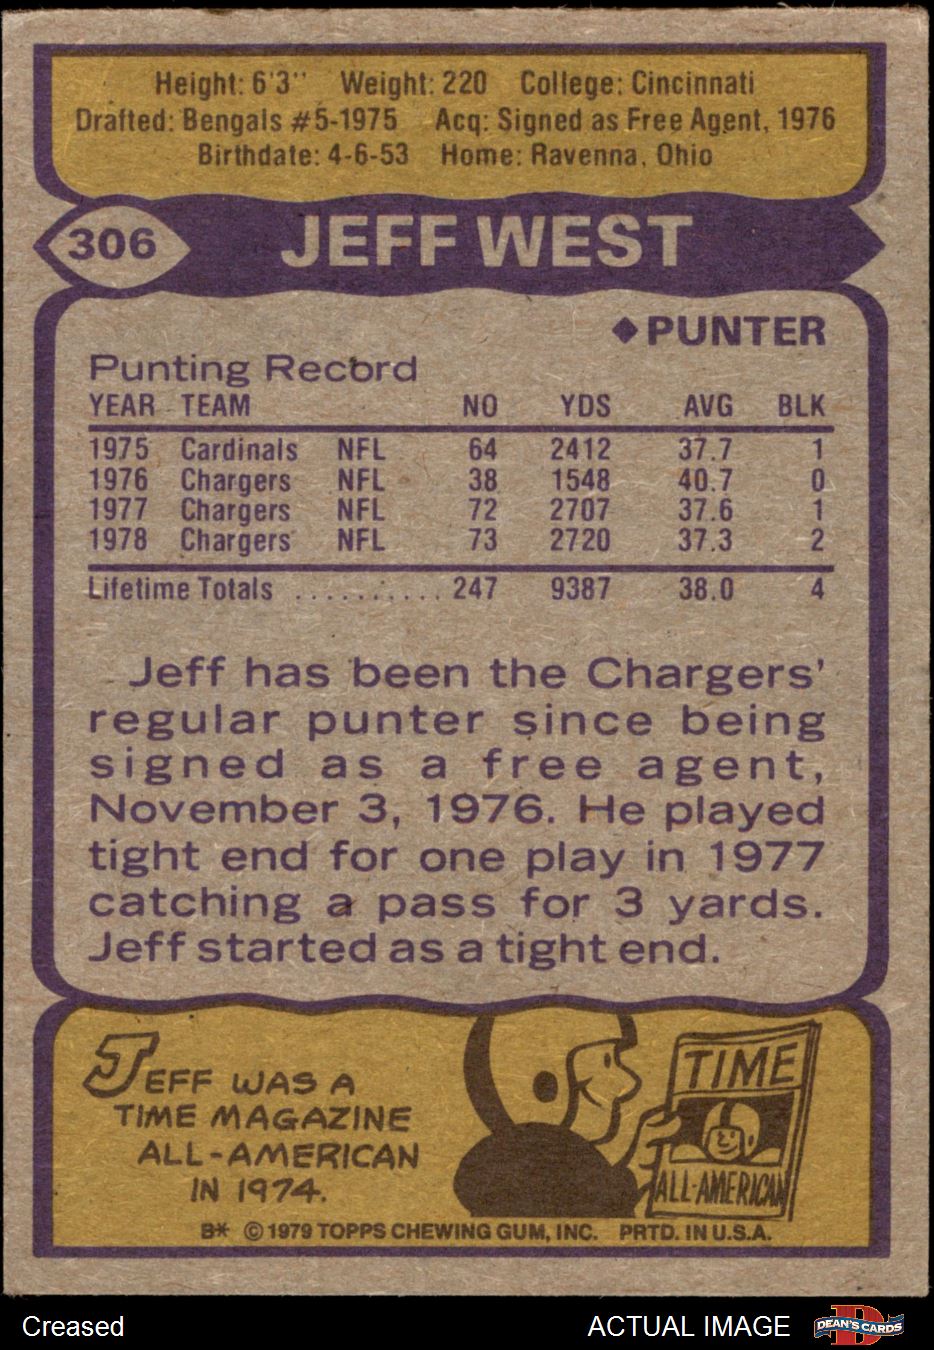 Height: 6'3" Weight: 220 College: Cincinnati
Drafted: Bengals #5-1975 Acq: Signed as Free Agent, 1976
Birthdate: 4-6-53 Home: Ravenna, Ohio
306 JEFF WEST
◆PUNTER
Punting Record
YEAR TEAM NO YDS AVG BLK
1975 Cardinals NFL 64 2412 37.7 1
1976 Chargers NFL 38 1548 40.7 0
1977 Chargers NFL 72 2707 37.6 1
1978 Chargers NFL 73 2720 37.3 2
Lifetime Totals .......... 247 9387 38.0 4
Jeff has been the Chargers'
regular punter since being
signed as a free agent,
November 3, 1976. He played
tight end for one play in 1977
catching a pass for 3 yards.
Jeff started as a tight end.
JEFF WAS A
TIME MAGAZINE
ALL-AMERICAN
IN 1974.
TIME
ALL-AMERICAN
B* © 1979 TOPPS CHEWING GUM, INC. PRTD. IN U.S.A.
Creased ACTUAL IMAGE D DEAN'S CARDS